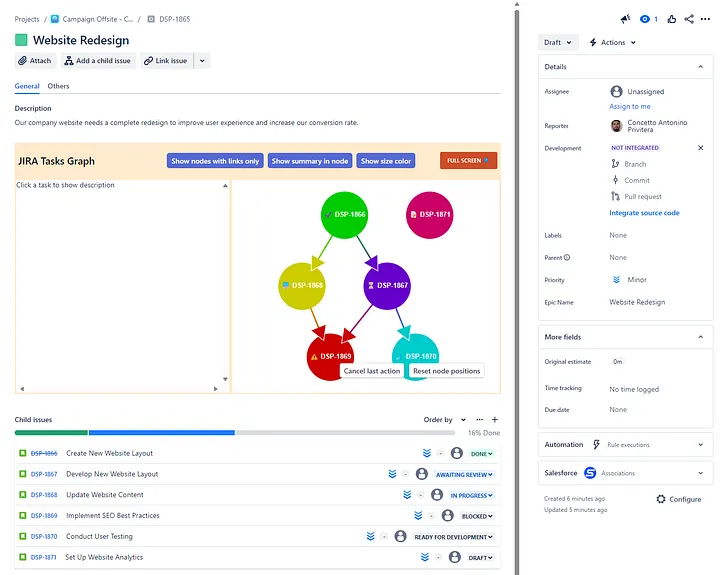 Projects / Campaign Offsite - C... / DSP-1865
Website Redesign
Attach Add a child issue Link issue
General Others
Description
Our company website needs a complete redesign to improve user experience and increase our conversion rate.
JIRA Tasks Graph Show nodes with links only Show summary in node Show size color FULL SCREEN
Click a task to show description
DSP-1866 DSP-1871
DSP-1868 DSP-1867
DSP-1869 DSP-1870
Cancel last action Reset node positions
Child issues Order by
16% Done
DSP-1866 Create New Website Layout DONE
DSP-1867 Develop New Website Layout AWAITING REVIEW
DSP-1868 Update Website Content IN PROGRESS
DSP-1869 Implement SEO Best Practices BLOCKED
DSP-1870 Conduct User Testing READY FOR DEVELOPMENT
DSP-1871 Set Up Website Analytics DRAFT
1
Draft Actions
Details
Assignee Unassigned
Assign to me
Reporter Concetto Antonino
Privitera
Development NOT INTEGRATED
Branch
Commit
Pull request
Integrate source code
Labels None
Parent None
Priority Minor
Epic Name Website Redesign
More fields
Original estimate 0m
Time tracking No time logged
Due date None
Automation Rule executions
Salesforce Associations
Created 6 minutes ago Configure
Updated 5 minutes ago